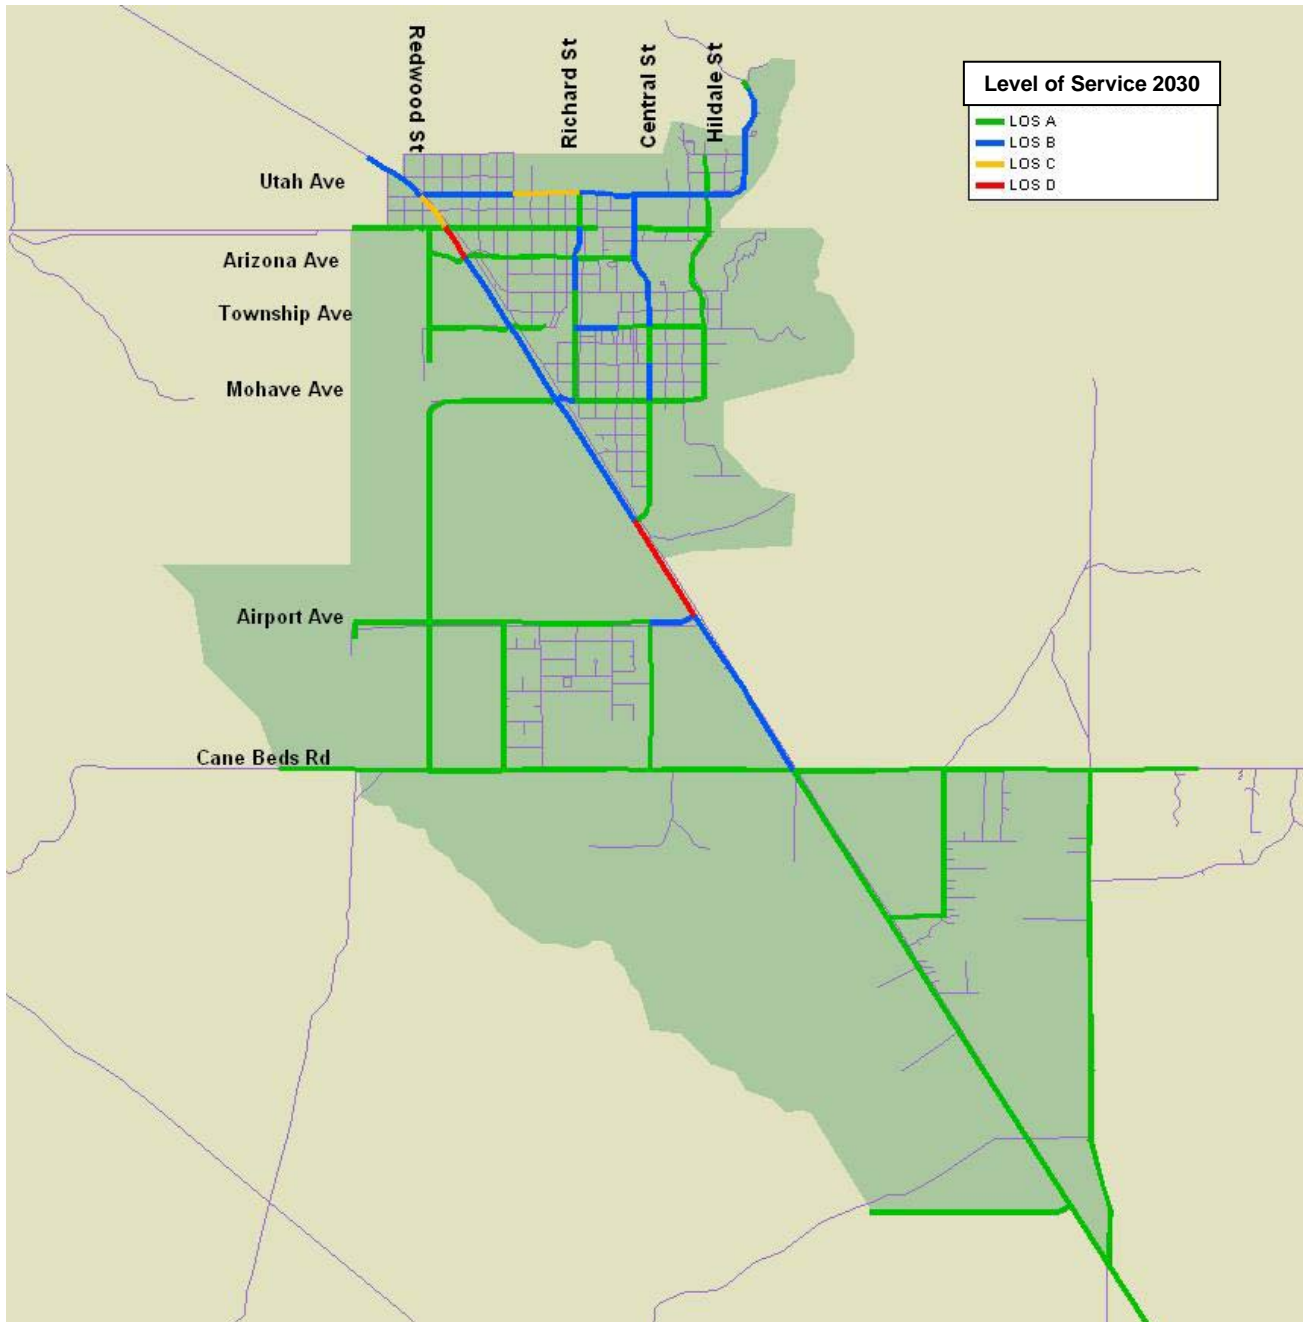 Redwood St
Richard St
Central St
Hildale St
Level of Service 2030
LOS A
LOS B
LOS C
LOS D
Utah Ave
Arizona Ave
Township Ave
Mohave Ave
Airport Ave
Cane Beds Rd